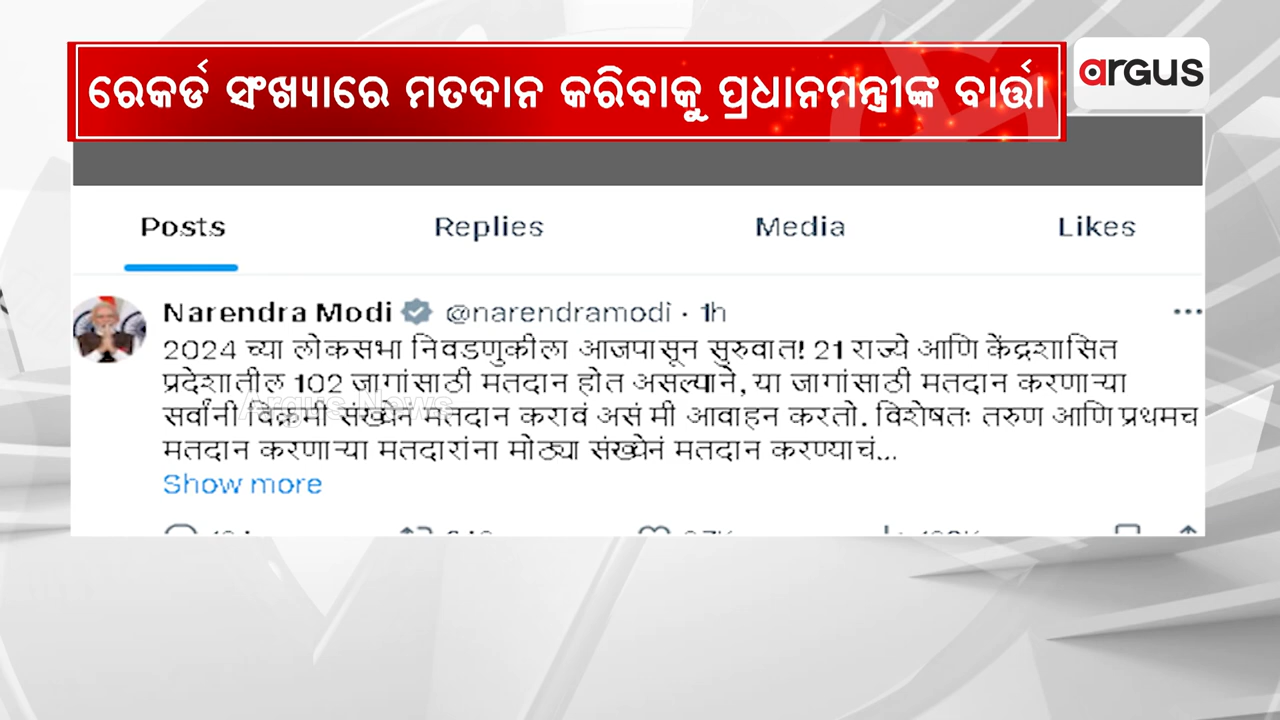 ରେକର୍ଡ ସଂଖ୍ୟାରେ ମତଦାନ କରିବାକୁ ପ୍ରଧାନମନ୍ତ୍ରୀଙ୍କ ବାର୍ତ୍ତା
argus
Posts Replies Media Likes
Narendra Modi @narendramodi · 1h
2024 च्या लोकसभा निवडणुकीला आजपासून सुरुवात! 21 राज्ये आणि केंद्रशासित
प्रदेशातील 102 जागांसाठी मतदान होत असल्याने, या जागांसाठी मतदान करणाऱ्या
सर्वांनी विक्रमी संख्येनं मतदान करावं असं मी आवाहन करतो. विशेषतः तरुण आणि प्रथमच
मतदान करणाऱ्या मतदारांना मोठ्या संख्येनं मतदान करण्याचं...
Show more
Argus News